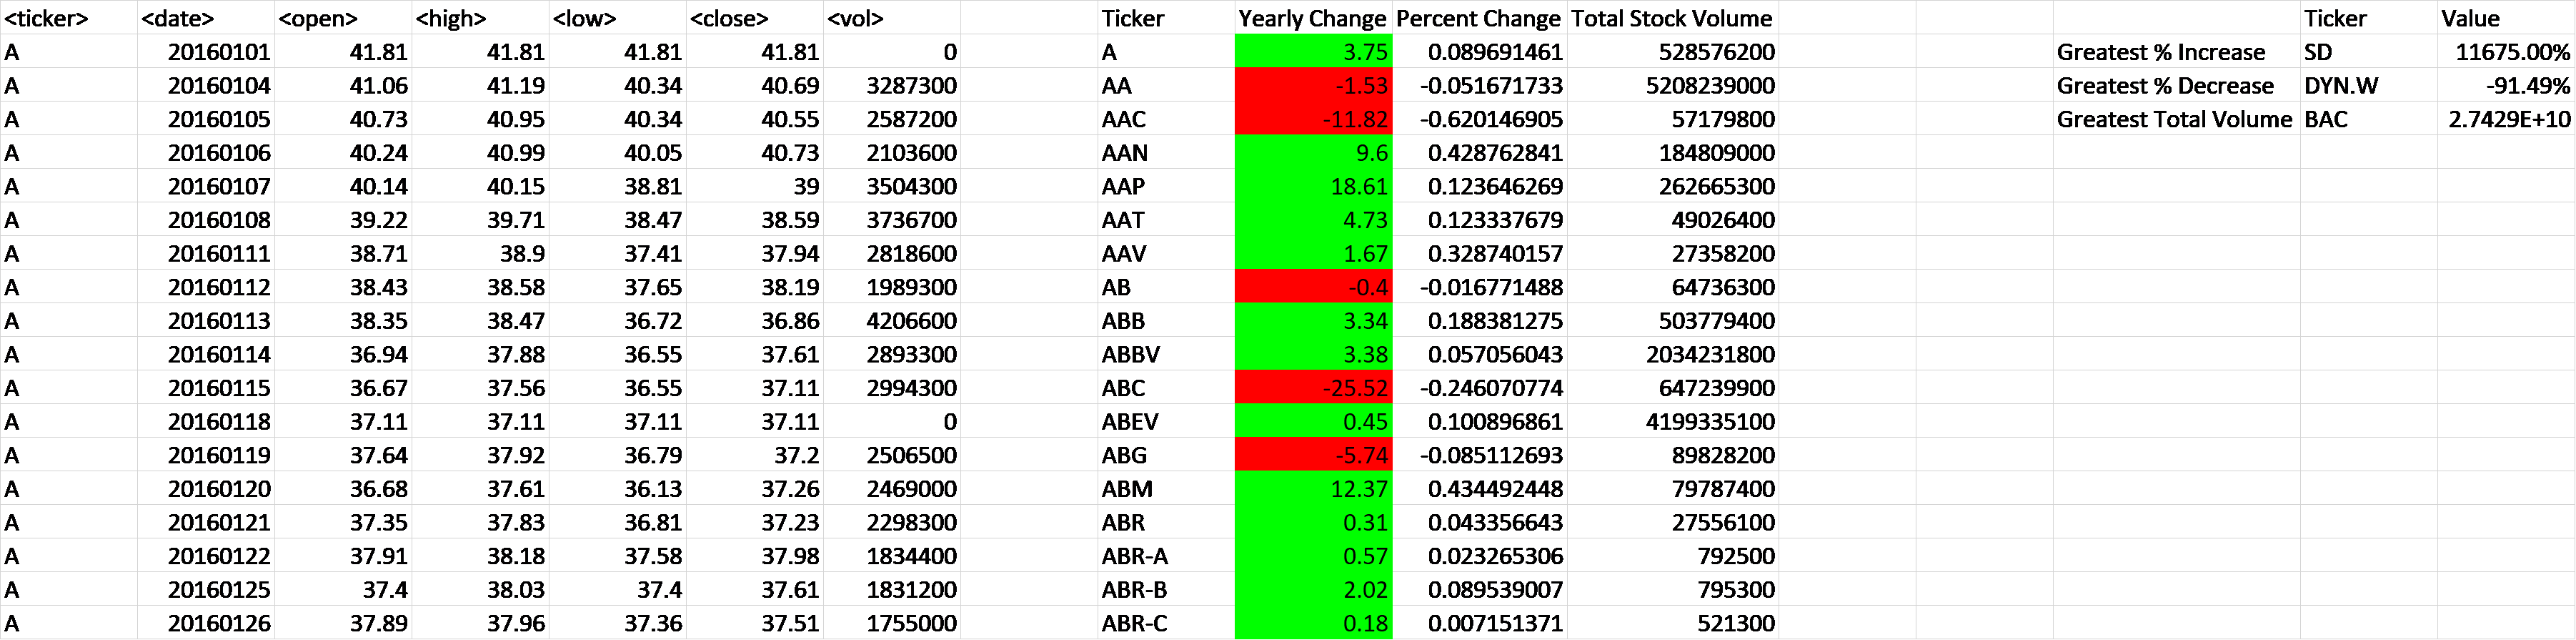 <ticker> <date> <open> <high> <low> <close> <vol> Ticker Yearly Change Percent Change Total Stock Volume Ticker Value
A 20160101 41.81 41.81 41.81 41.81 0 A 3.75 0.089691461 528576200 Greatest % Increase SD 11675.00%
A 20160104 41.06 41.19 40.34 40.69 3287300 AA -1.53 -0.051671733 5208239000 Greatest % Decrease DYN.W -91.49%
A 20160105 40.73 40.95 40.34 40.55 2587200 AAC -11.82 -0.620146905 57179800 Greatest Total Volume BAC 2.7429E+10
A 20160106 40.24 40.99 40.05 40.73 2103600 AAN 9.6 0.428762841 184809000
A 20160107 40.14 40.15 38.81 39 3504300 AAP 18.61 0.123646269 262665300
A 20160108 39.22 39.71 38.47 38.59 3736700 AAT 4.73 0.123337679 49026400
A 20160111 38.71 38.9 37.41 37.94 2818600 AAV 1.67 0.328740157 27358200
A 20160112 38.43 38.58 37.65 38.19 1989300 AB -0.4 -0.016771488 64736300
A 20160113 38.35 38.47 36.72 36.86 4206600 ABB 3.34 0.188381275 503779400
A 20160114 36.94 37.88 36.55 37.61 2893300 ABBV 3.38 0.057056043 2034231800
A 20160115 36.67 37.56 36.55 37.11 2994300 ABC -25.52 -0.246070774 647239900
A 20160118 37.11 37.11 37.11 37.11 0 ABEV 0.45 0.100896861 4199335100
A 20160119 37.64 37.92 36.79 37.2 2506500 ABG -5.74 -0.085112693 89828200
A 20160120 36.68 37.61 36.13 37.26 2469000 ABM 12.37 0.434492448 79787400
A 20160121 37.35 37.83 36.81 37.23 2298300 ABR 0.31 0.043356643 27556100
A 20160122 37.91 38.18 37.58 37.98 1834400 ABR-A 0.57 0.023265306 792500
A 20160125 37.4 38.03 37.4 37.61 1831200 ABR-B 2.02 0.089539007 795300
A 20160126 37.89 37.96 37.36 37.51 1755000 ABR-C 0.18 0.007151371 521300